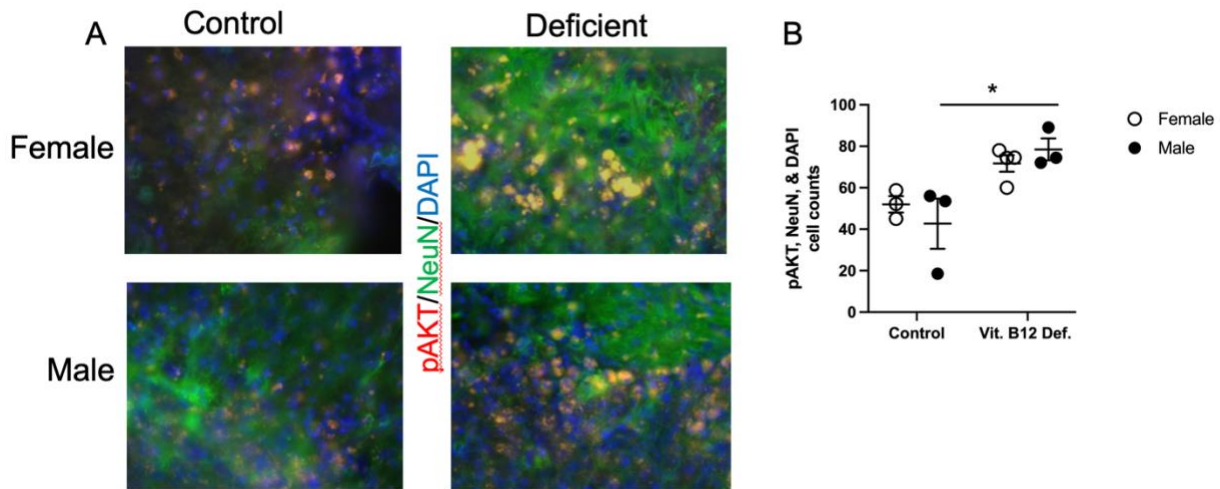 A
Control
Deficient
Female
Male
pAKT/NeuN/DAPI
B
*
pAKT, NeuN, & DAPI
cell counts
100
80
60
40
20
0
Control
Vit. B12 Def.
Female
Male